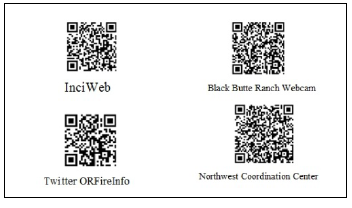 InciWeb
Black Butte Ranch Webcam
Twitter ORFireInfo
Northwest Coordination Center